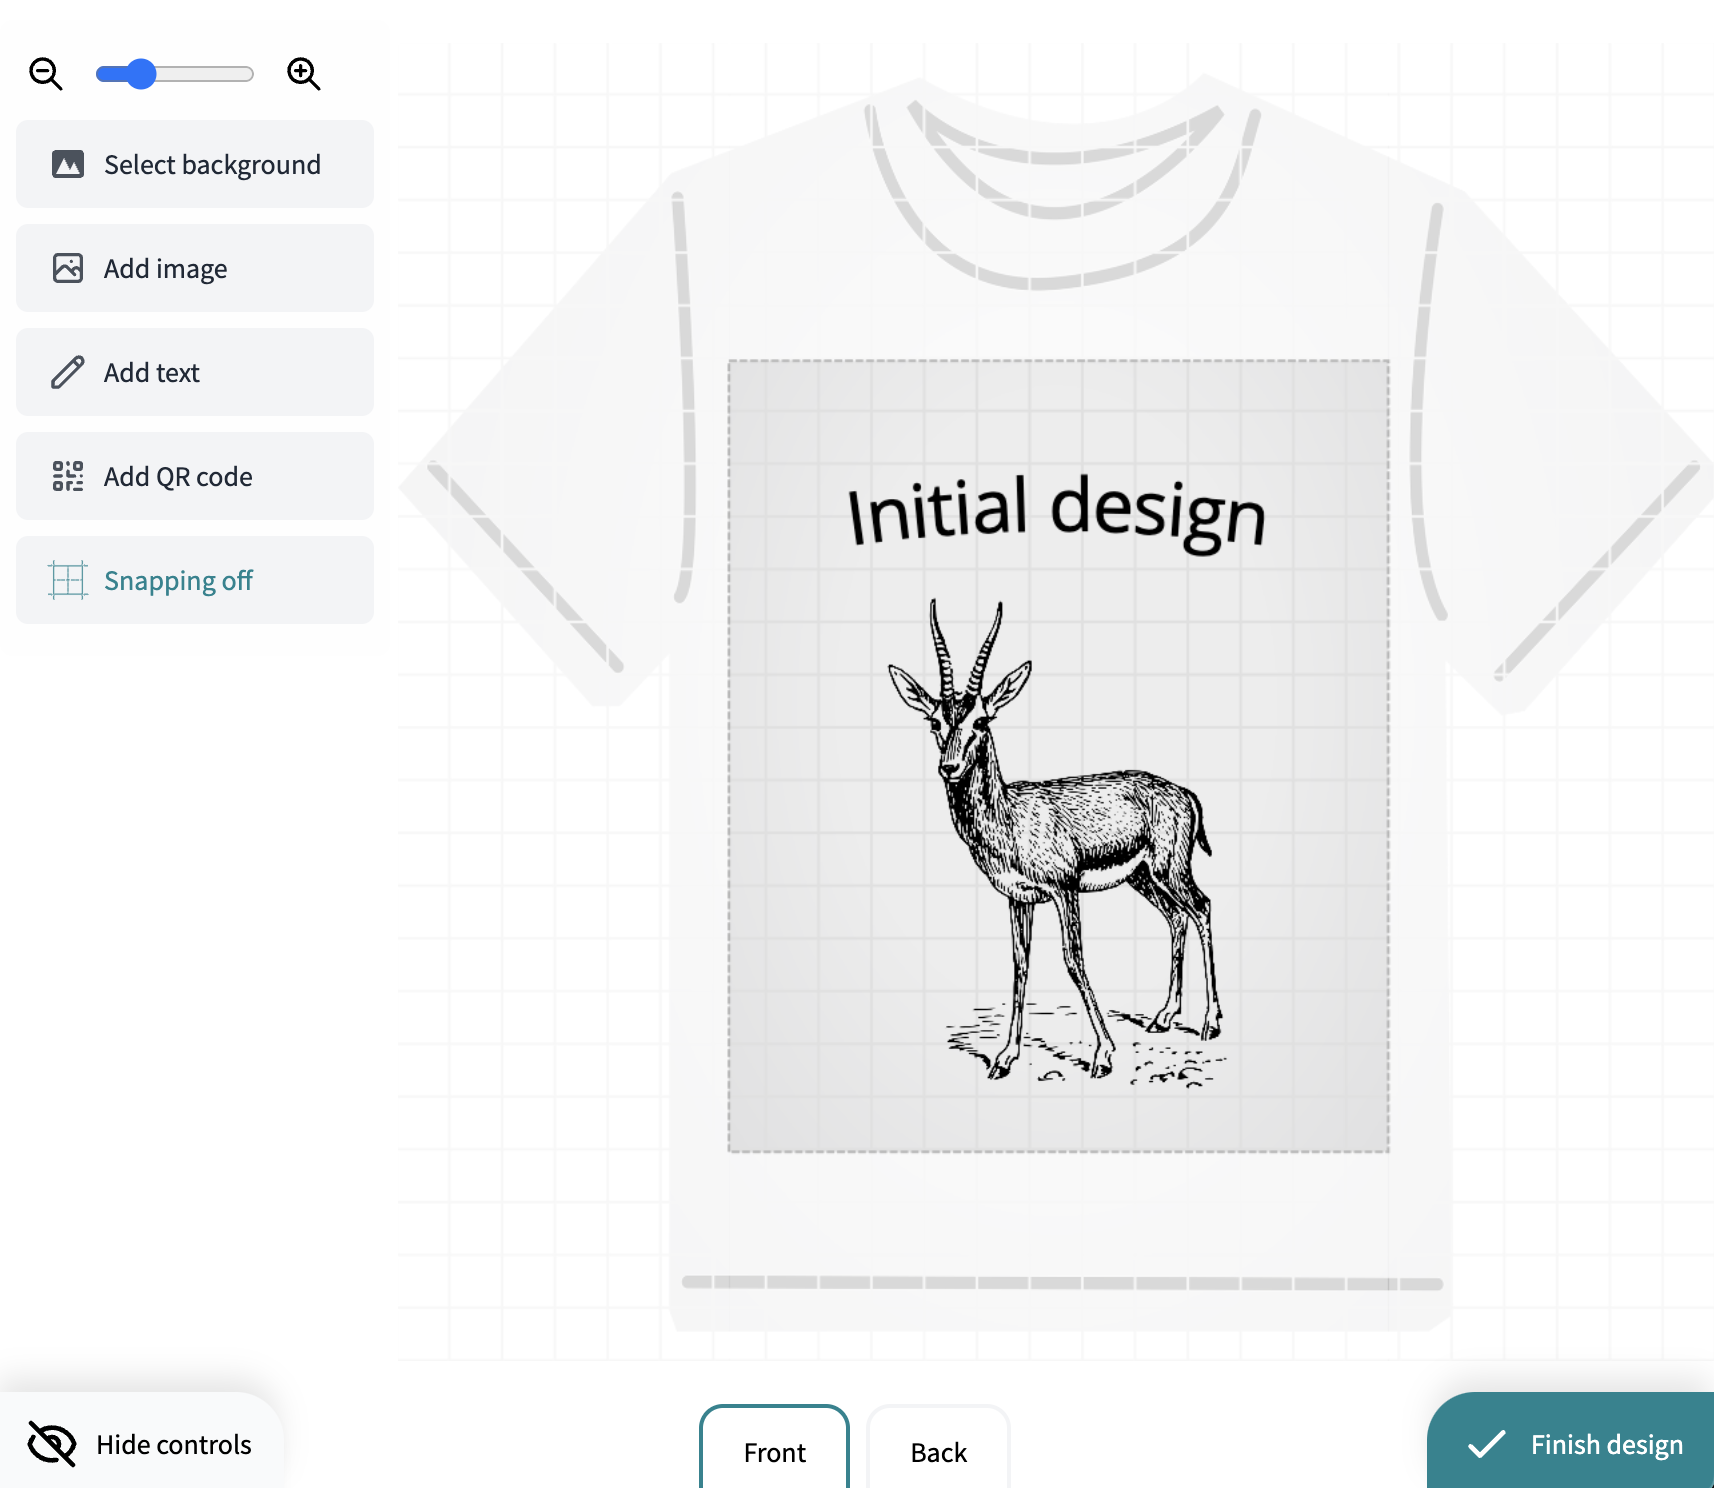 Select background
Add image
Add text
Add QR code
Snapping off
Initial design
Hide controls
Front
Back
Finish design